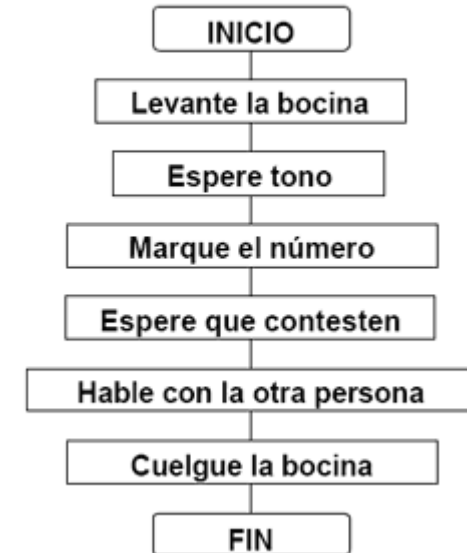 INICIO
Levante la bocina
Espere tono
Marque el número
Espere que contesten
Hable con la otra persona
Cuelgue la bocina
FIN